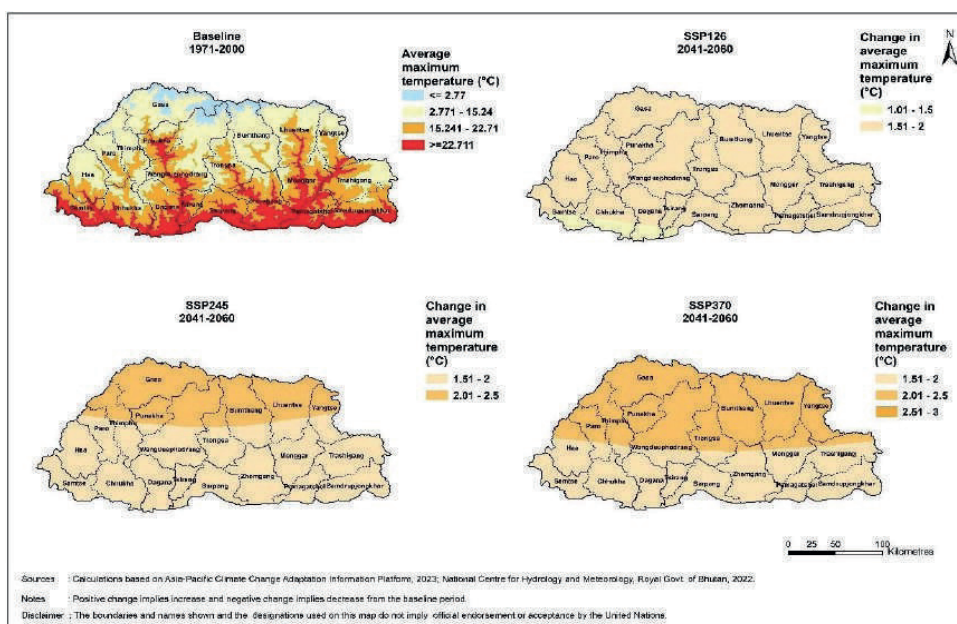 Baseline
1971-2000
Average
maximum
temperature (°C)
<= 2.77
2.771 - 15.24
15.241 - 22.71
>=22.711
Gasa
Punakha
Thimphu
Paro
Haa
Wangduephodrang
Trongsa
Bumthang
Lhuentse
Yangtse
Monggar
Trashigang
Samtse
Chhukha
Dagana
Tsirang
Sarpang
Zhemgang
Pemagatshel
Samdrupjongkhar
SSP126
2041-2060
Change in
average
maximum
temperature
(°C)
1.01 - 1.5
1.51 - 2
N
Gasa
Punakha
Thimphu
Paro
Haa
Wangduephodrang
Trongsa
Bumthang
Lhuentse
Yangtse
Monggar
Trashigang
Samtse
Chhukha
Dagana
Tsirang
Sarpang
Zhemgang
Pemagatshel
Samdrupjongkhar
SSP245
2041-2060
Change in
average
maximum
temperature
(°C)
1.51 - 2
2.01 - 2.5
Gasa
Punakha
Thimphu
Paro
Haa
Wangduephodrang
Trongsa
Bumthang
Lhuentse
Yangtse
Monggar
Trashigang
Samtse
Chhukha
Dagana
Tsirang
Sarpang
Zhemgang
Pemagatshel
Samdrupjongkhar
SSP370
2041-2060
Change in
average
maximum
temperature
(°C)
1.51 - 2
2.01 - 2.5
2.51 - 3
Gasa
Punakha
Thimphu
Paro
Haa
Wangduephodrang
Trongsa
Bumthang
Lhuentse
Yangtse
Monggar
Trashigang
Samtse
Chhukha
Dagana
Tsirang
Sarpang
Zhemgang
Pemagatshel
Samdrupjongkhar
0 25 50 100
Kilometres
Sources : Calculations based on Asia-Pacific Climate Change Adaptation Information Platform, 2023; National Centre for Hydrology and Meteorology, Royal Govt. of Bhutan, 2022.
Notes : Positive change implies increase and negative change implies decrease from the baseline period.
Disclaimer : The boundaries and names shown and the designations used on this map do not imply official endorsement or acceptance by the United Nations.